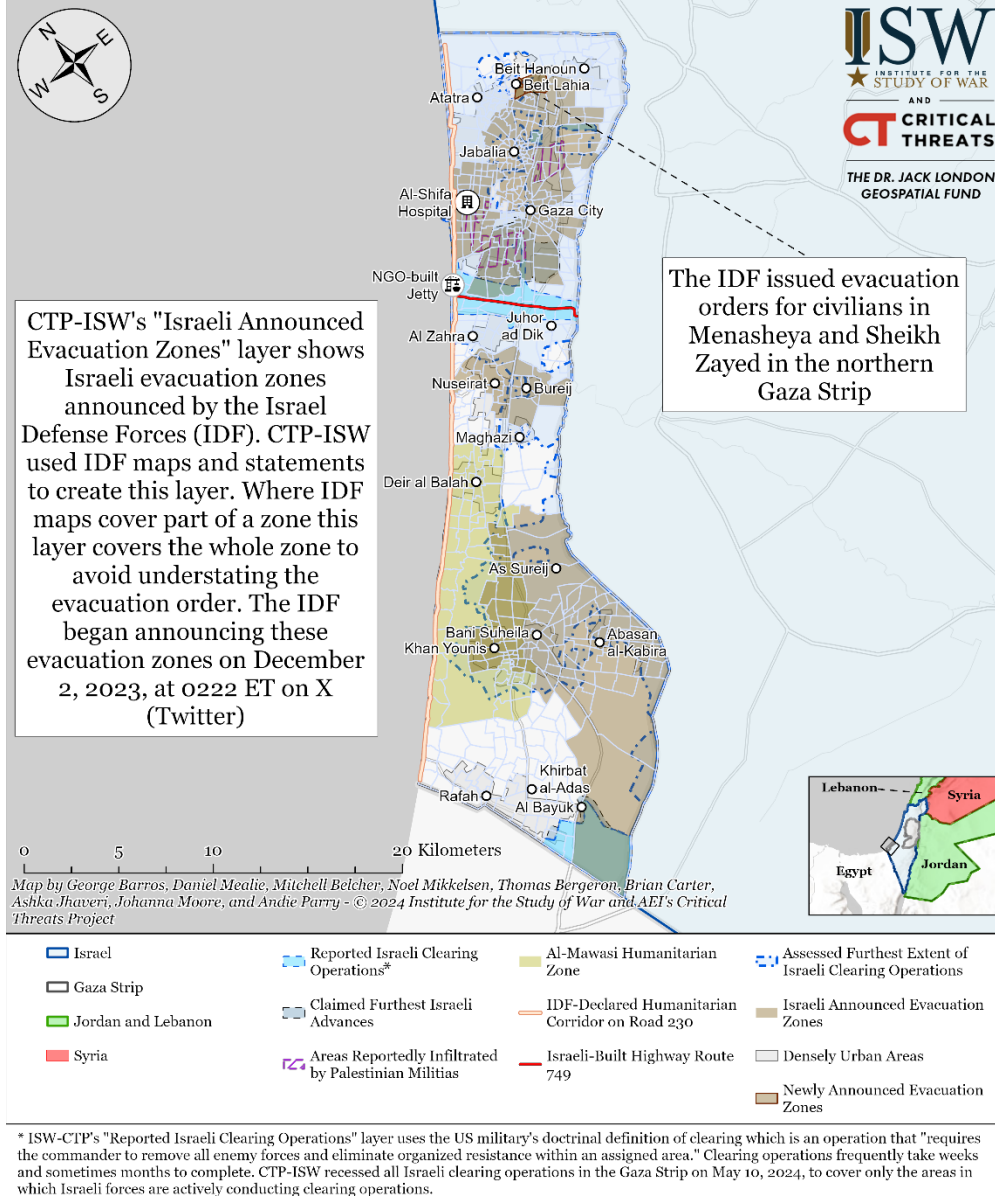 N
E
W
S
ISW
INSTITUTE FOR THE
STUDY OF WAR
AND
CT CRITICAL
THREATS
THE DR. JACK LONDON
GEOSPATIAL FUND
Beit Hanoun
Beit Lahia
Atatra
Jabalia
Al-Shifa
Hospital
Gaza City
NGO-built
Jetty
Juhor
ad Dik
Al Zahra
Nuseirat
Bureij
Maghazi
Deir al Balah
As Sureij
Bani Suheila
Khan Younis
Abasan
al-Kabira
Khirbat
al-Adas
Rafah
Al Bayuk
The IDF issued evacuation
orders for civilians in
Menasheya and Sheikh
Zayed in the northern
Gaza Strip
CTP-ISW's "Israeli Announced
Evacuation Zones" layer shows
Israeli evacuation zones
announced by the Israel
Defense Forces (IDF). CTP-ISW
used IDF maps and statements
to create this layer. Where IDF
maps cover part of a zone this
layer covers the whole zone to
avoid understating the
evacuation order. The IDF
began announcing these
evacuation zones on December
2, 2023, at 0222 ET on X
(Twitter)
Lebanon
Syria
Egypt
Jordan
0 5 10 20 Kilometers
Map by George Barros, Daniel Mealie, Mitchell Belcher, Noel Mikkelsen, Thomas Bergeron, Brian Carter,
Ashka Jhaveri, Johanna Moore, and Andie Parry - © 2024 Institute for the Study of War and AEI's Critical
Threats Project
Israel
Gaza Strip
Jordan and Lebanon
Syria
Reported Israeli Clearing
Operations*
Claimed Furthest Israeli
Advances
Areas Reportedly Infiltrated
by Palestinian Militias
Al-Mawasi Humanitarian
Zone
IDF-Declared Humanitarian
Corridor on Road 230
Israeli-Built Highway Route
749
Assessed Furthest Extent of
Israeli Clearing Operations
Israeli Announced Evacuation
Zones
Densely Urban Areas
Newly Announced Evacuation
Zones
* ISW-CTP's "Reported Israeli Clearing Operations" layer uses the US military's doctrinal definition of clearing which is an operation that "requires
the commander to remove all enemy forces and eliminate organized resistance within an assigned area." Clearing operations frequently take weeks
and sometimes months to complete. CTP-ISW recessed all Israeli clearing operations in the Gaza Strip on May 10, 2024, to cover only the areas in
which Israeli forces are actively conducting clearing operations.